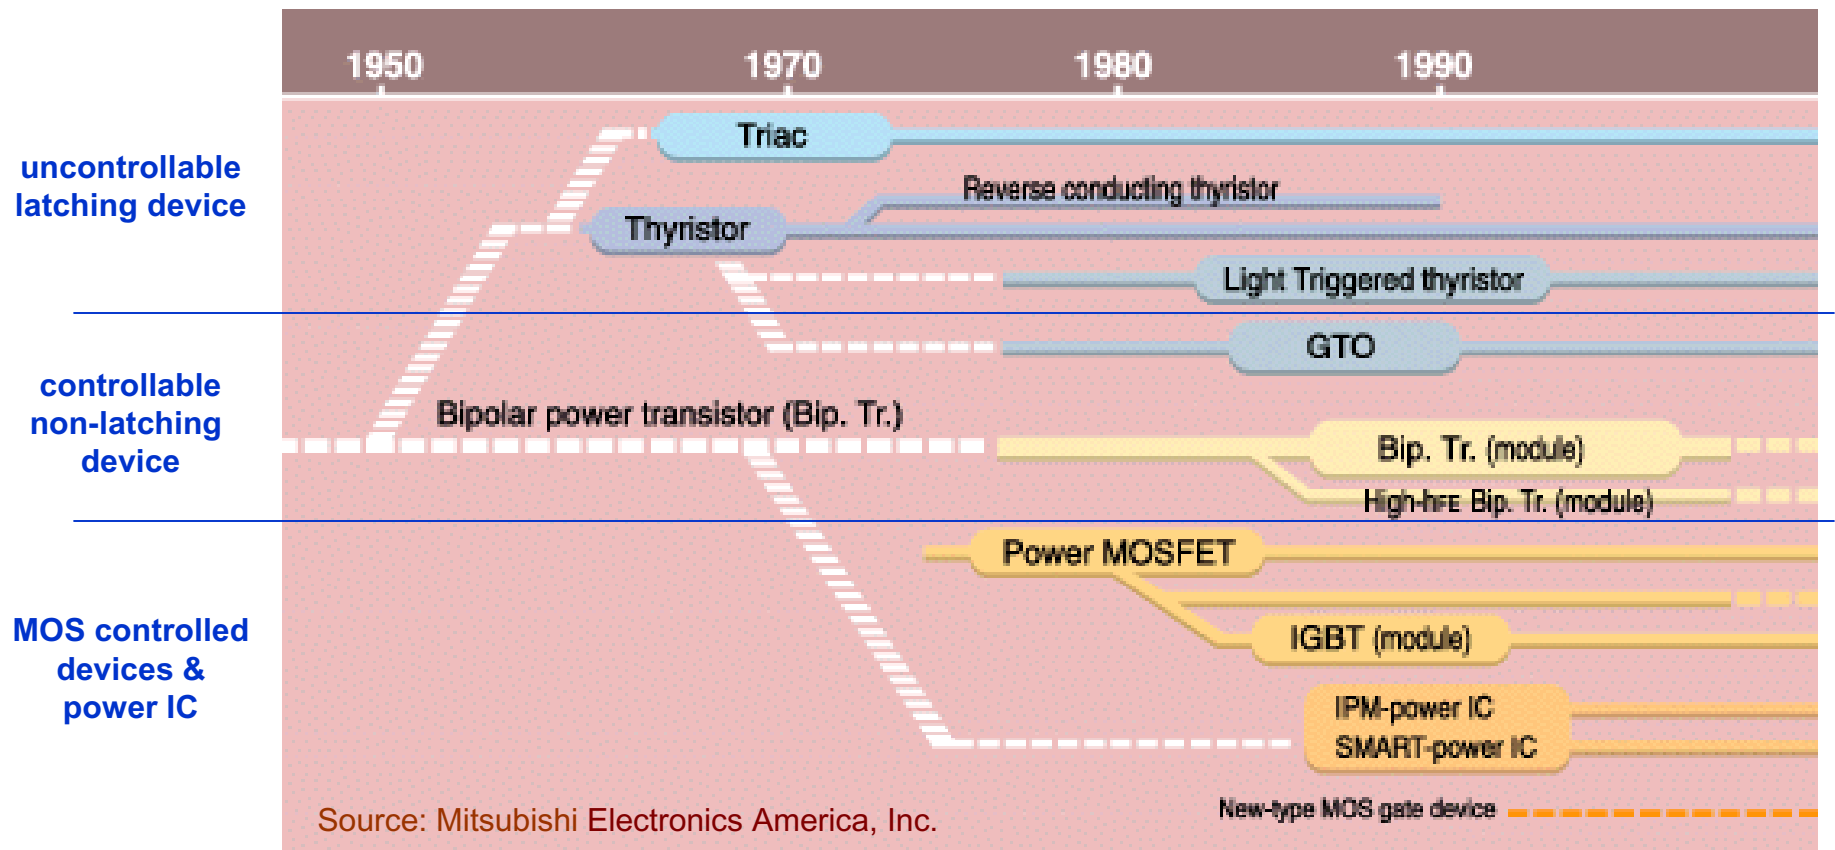 1950 1970 1980 1990
Triac
uncontrollable
latching device
Reverse conducting thyristor
Thyristor
Light Triggered thyristor
GTO
controllable
non-latching
device
Bipolar power transistor (Bip. Tr.)
Bip. Tr. (module)
High-hFE Bip. Tr. (module)
Power MOSFET
MOS controlled
devices &
power IC
IGBT (module)
IPM-power IC
SMART-power IC
Source: Mitsubishi Electronics America, Inc.
New-type MOS gate device